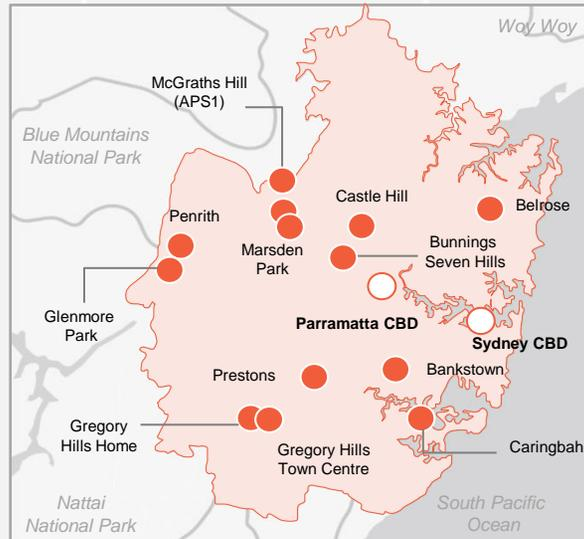 Woy Woy
McGraths Hill
(APS1)
Blue Mountains
National Park
Penrith
Castle Hill
Belrose
Marsden
Park
Bunnings
Seven Hills
Glenmore
Park
Parramatta CBD
Sydney CBD
Prestons
Bankstown
Gregory
Hills Home
Gregory Hills
Town Centre
Caringbah
Nattai
National Park
South Pacific
Ocean